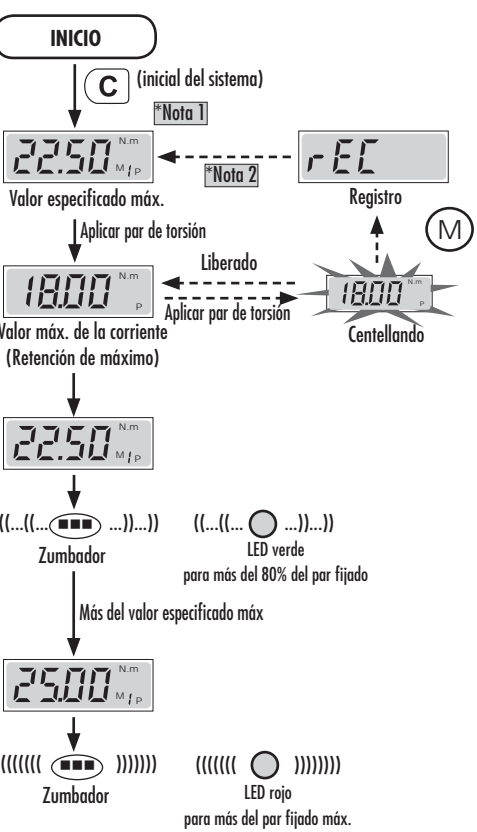 INICIO
C (inicial del sistema)
*Nota 1
22.50 N.m M1 P
rEC
*Nota 2
Valor especificado máx.
Registro
M
Aplicar par de torsión
Liberado
18.00 N.m P
18.00 N.m P
Aplicar par de torsión
Valor máx. de la corriente
(Retención de máximo)
Centellando
22.50 N.m M1 P
((...((... ...))...)) ((...((... ...))...))
Zumbador
LED verde
para más del 80% del par fijado
Más del valor especificado máx
25.00 N.m M1 P
((((((( ))))))) ((((((( ))))))))
Zumbador
LED rojo
para más del par fijado máx.